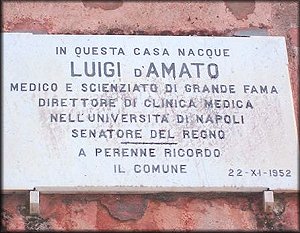 IN QUESTA CASA NACQUE
LUIGI D'AMATO
MEDICO E SCIENZIATO DI GRANDE FAMA
DIRETTORE DI CLINICA MEDICA
NELL'UNIVERSITÀ DI NAPOLI
SENATORE DEL REGNO
A PERENNE RICORDO
IL COMUNE 22-XI-1952